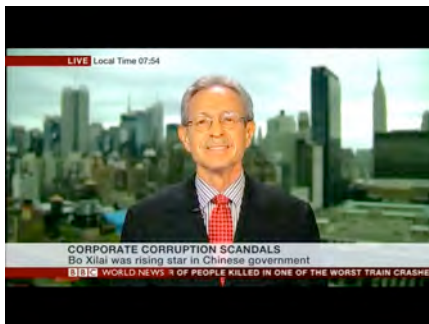 LIVE Local Time 07:54
CORPORATE CORRUPTION SCANDALS
Bo Xilai was rising star in Chinese government
BBC WORLD NEWS R OF PEOPLE KILLED IN ONE OF THE WORST TRAIN CRASHE